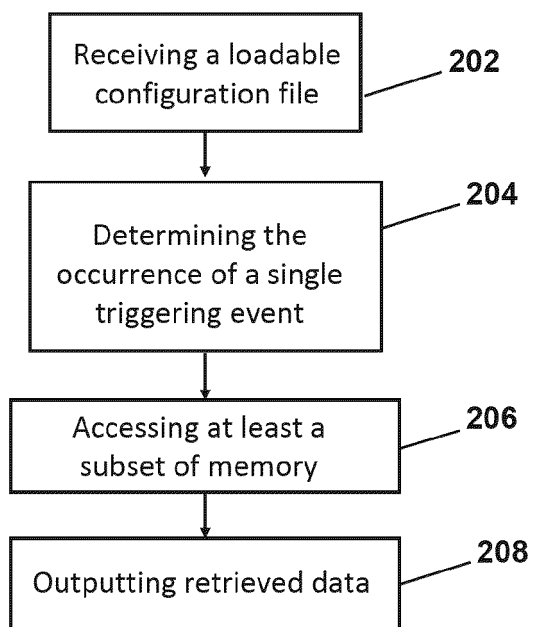 Receiving a loadable
configuration file
202
204
Determining the
occurrence of a single
triggering event
Accessing at least a
subset of memory
206
Outputting retrieved data
208